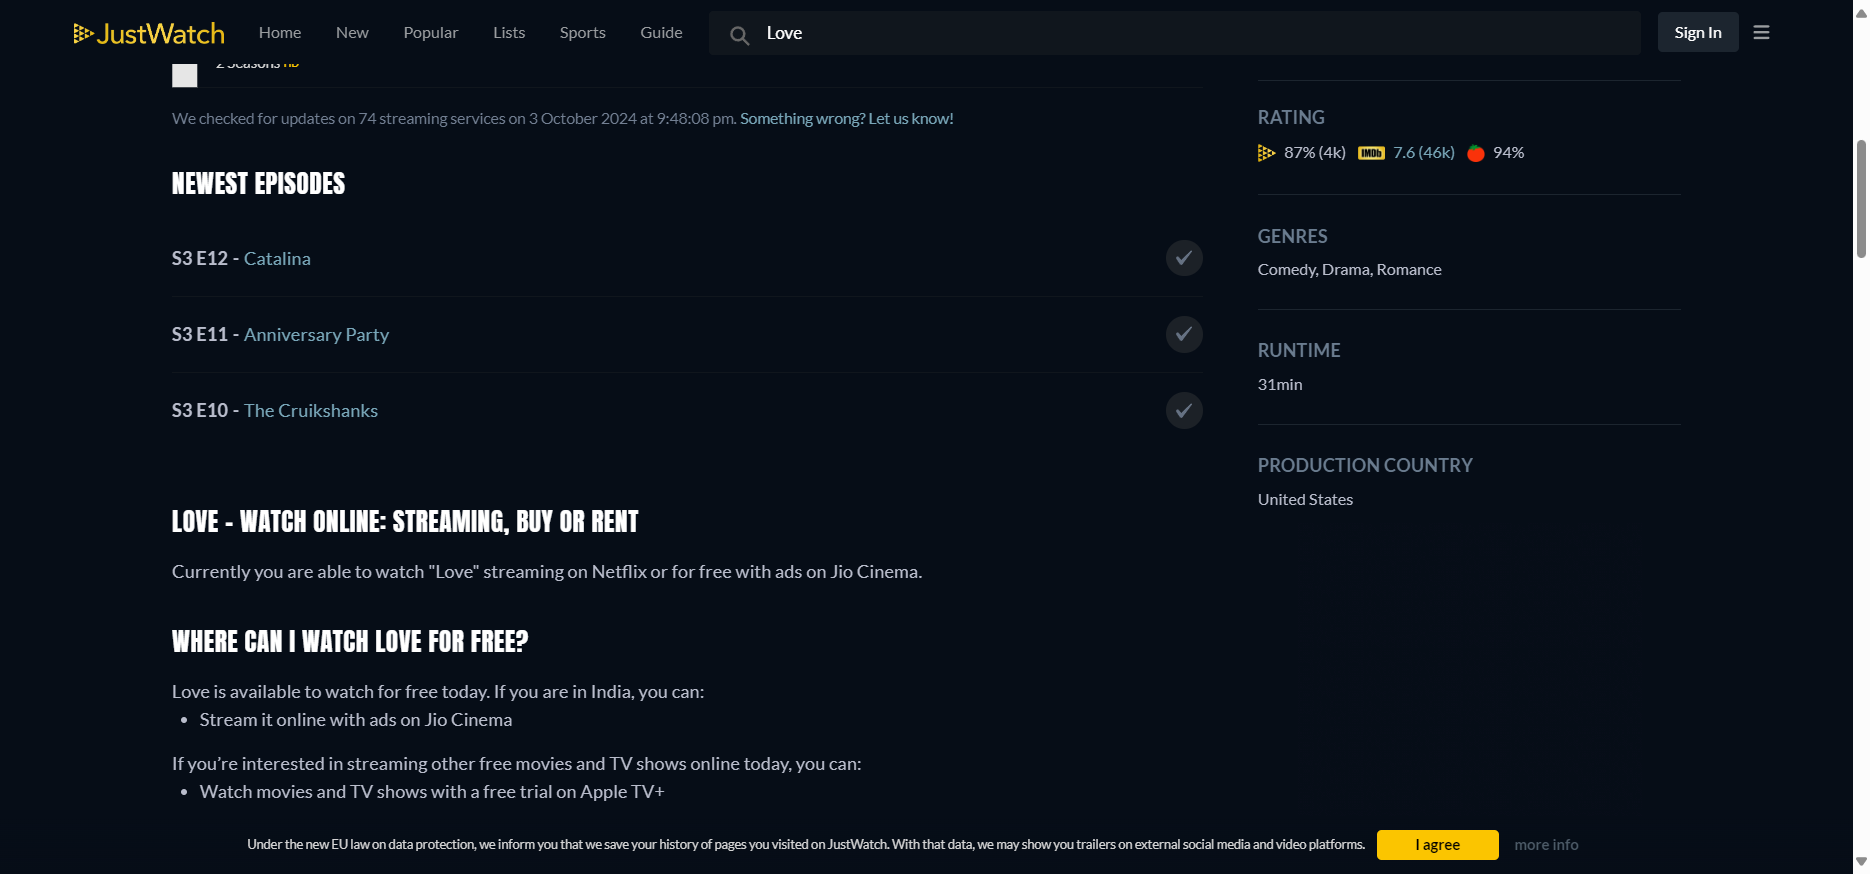 JustWatch
Home
New
Popular
Lists
Sports
Guide
Love
Sign In
2 Seasons HD
We checked for updates on 74 streaming services on 3 October 2024 at 9:48:08 pm. Something wrong? Let us know!
NEWEST EPISODES
S3 E12 - Catalina
S3 E11 - Anniversary Party
S3 E10 - The Cruikshanks
LOVE - WATCH ONLINE: STREAMING, BUY OR RENT
Currently you are able to watch "Love" streaming on Netflix or for free with ads on Jio Cinema.
WHERE CAN I WATCH LOVE FOR FREE?
Love is available to watch for free today. If you are in India, you can:
• Stream it online with ads on Jio Cinema
If you’re interested in streaming other free movies and TV shows online today, you can:
• Watch movies and TV shows with a free trial on Apple TV+
RATING
87% (4k) IMDb 7.6 (46k) 94%
GENRES
Comedy, Drama, Romance
RUNTIME
31min
PRODUCTION COUNTRY
United States
Under the new EU law on data protection, we inform you that we save your history of pages you visited on JustWatch. With that data, we may show you trailers on external social media and video platforms.
I agree
more info